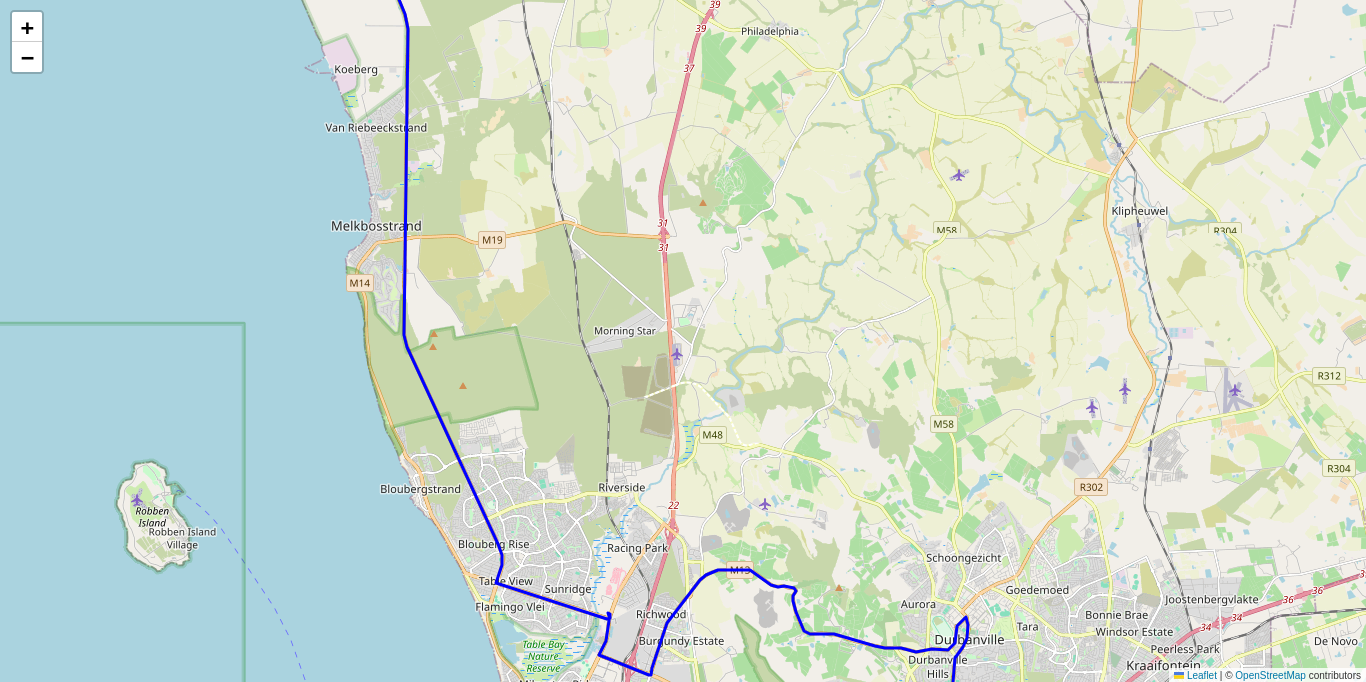 +
−
39
39
Philadelphia
37
Koeberg
Van Riebeeckstrand
Klipheuwel
Melkbosstrand
31
M58
R304
M19
31
M14
Morning Star
R312
M58
M48
R304
Bloubergstrand
Riverside
R302
22
Robben
Island
Robben Island
Village
Blouberg Rise
Racing Park
Schoongezicht
M13
Table View
Sunridge
Goedemoed
Joostenbergvlakte
36
36
Flamingo Vlei
Richwood
Aurora
Bonnie Brae
34
34
Tara
Windsor Estate
Table Bay
Nature
Reserve
Burgundy Estate
Durbanville
De Novo
Peerless Park
Durbanville
Hills
Kraaifontein
Leaflet | © OpenStreetMap contributors